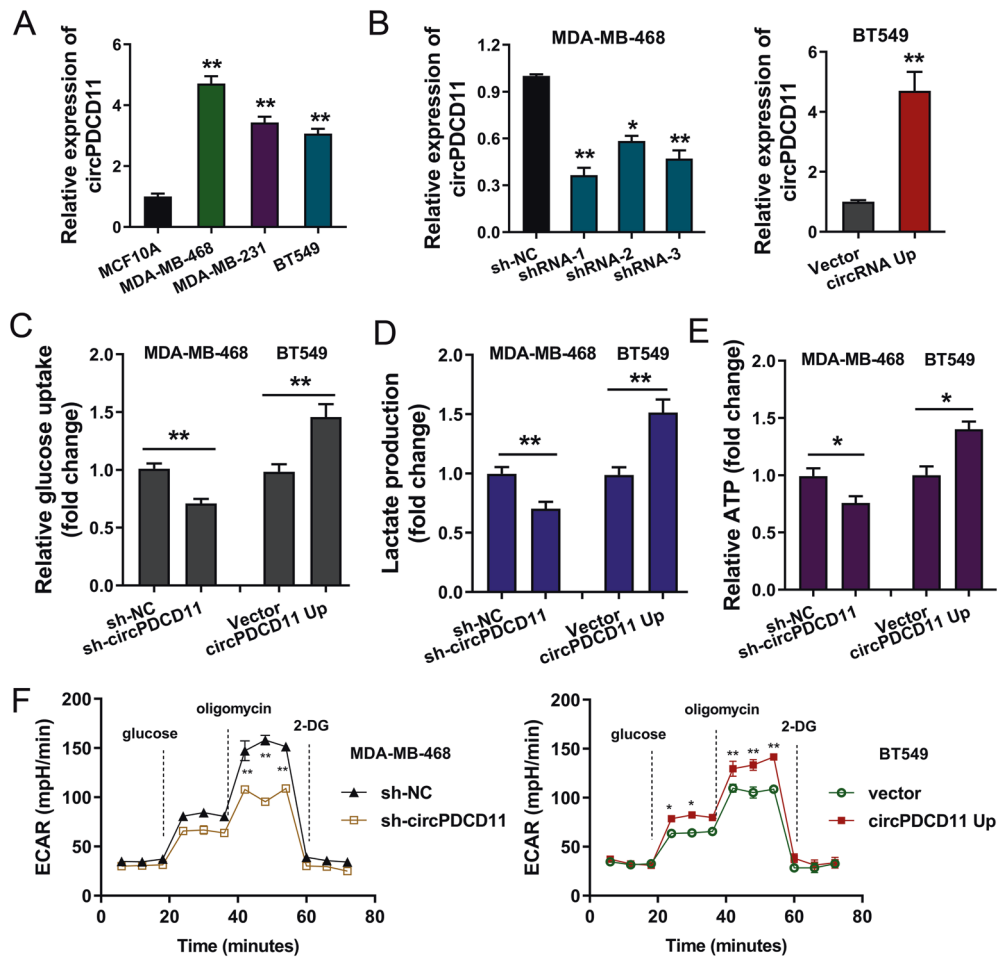 A
Relative expression of
circPDCD11
6
4
2
0
**
**
**
MCF10A
MDA-MB-468
MDA-MB-231
BT549
B
MDA-MB-468
Relative expression of
circPDCD11
1.2
0.9
0.6
0.3
0.0
**
*
**
sh-NC
shRNA-1
shRNA-2
shRNA-3
BT549
Relative expression of
circPDCD11
6
4
2
0
**
Vector
circRNA Up
C
Relative glucose uptake
(fold change)
2.0
1.5
1.0
0.5
0.0
MDA-MB-468
BT549
**
**
sh-NC
sh-circPDCD11
Vector
circPDCD11 Up
D
Lactate production
(fold change)
2.0
1.5
1.0
0.5
0.0
MDA-MB-468
BT549
**
**
sh-NC
sh-circPDCD11
Vector
circPDCD11 Up
E
Relative ATP (fold change)
2.0
1.5
1.0
0.5
0.0
MDA-MB-468
BT549
*
*
sh-NC
sh-circPDCD11
Vector
circPDCD11 Up
F
ECAR (mpH/min)
200
150
100
50
0
glucose
oligomycin
2-DG
**
**
**
MDA-MB-468
sh-NC
sh-circPDCD11
0
20
40
60
80
Time (minutes)
ECAR (mpH/min)
200
150
100
50
0
glucose
oligomycin
2-DG
*
*
**
**
**
BT549
vector
circPDCD11 Up
0
20
40
60
80
Time (minutes)